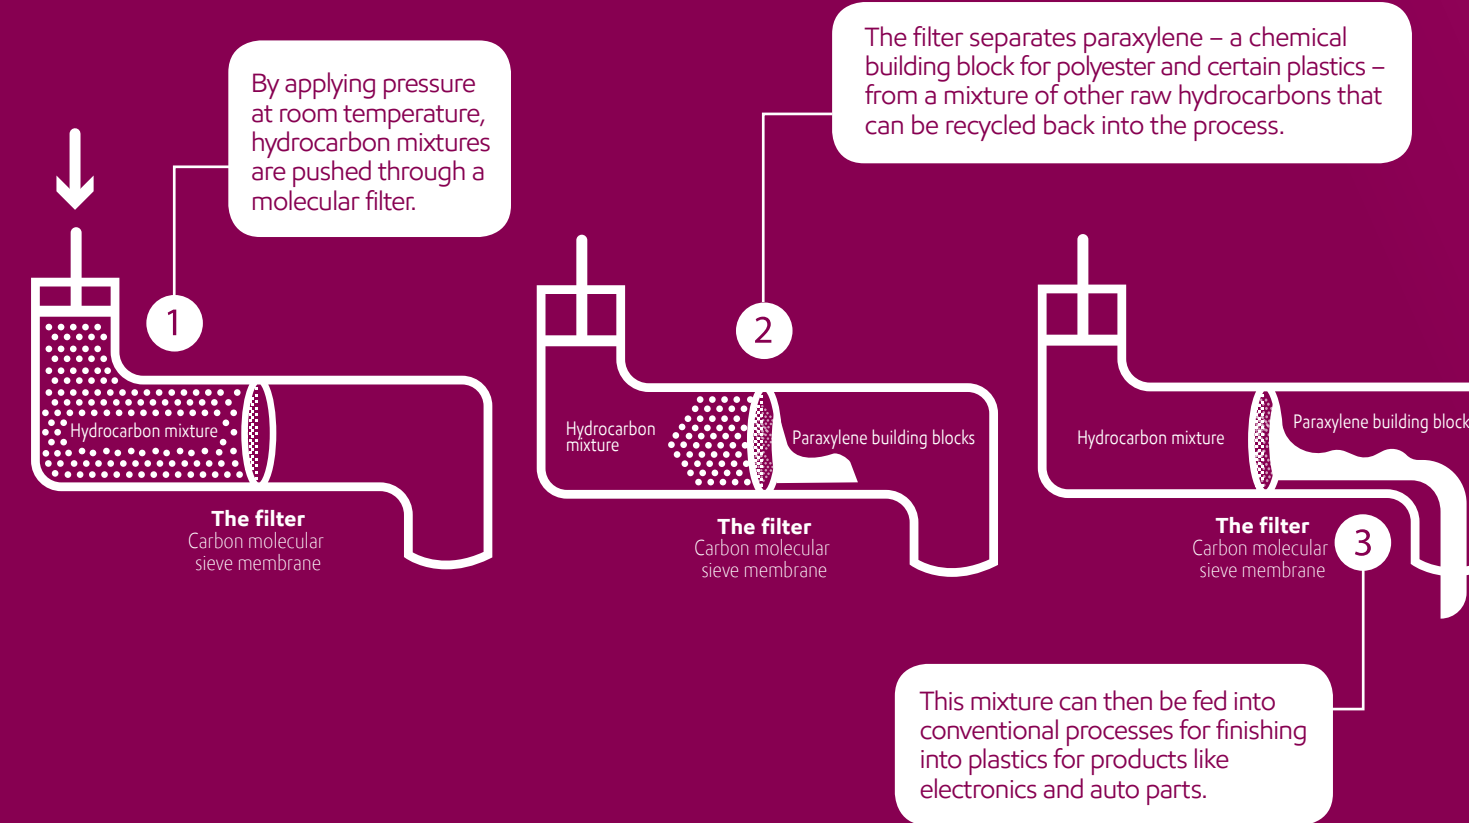 By applying pressure
at room temperature,
hydrocarbon mixtures
are pushed through a
molecular filter.
1
Hydrocarbon mixture
The filter
Carbon molecular
sieve membrane
The filter separates paraxylene – a chemical
building block for polyester and certain plastics –
from a mixture of other raw hydrocarbons that
can be recycled back into the process.
2
Hydrocarbon
mixture
Paraxylene building blocks
The filter
Carbon molecular
sieve membrane
Hydrocarbon mixture
Paraxylene building block
The filter
Carbon molecular
sieve membrane
3
This mixture can then be fed into
conventional processes for finishing
into plastics for products like
electronics and auto parts.